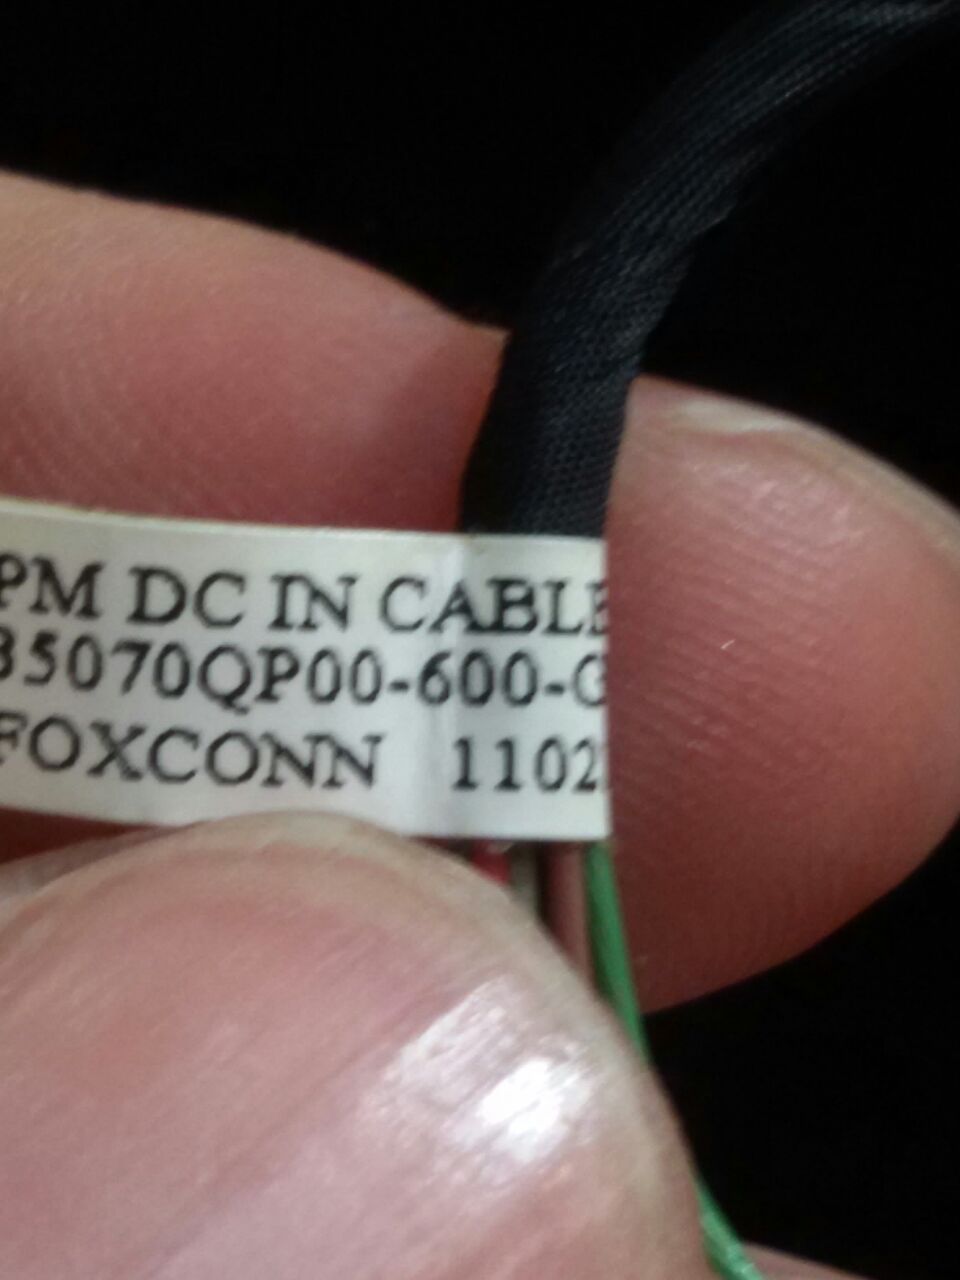 PM DC IN CABLE
35070QP00-600-G
FOXCONN 1102